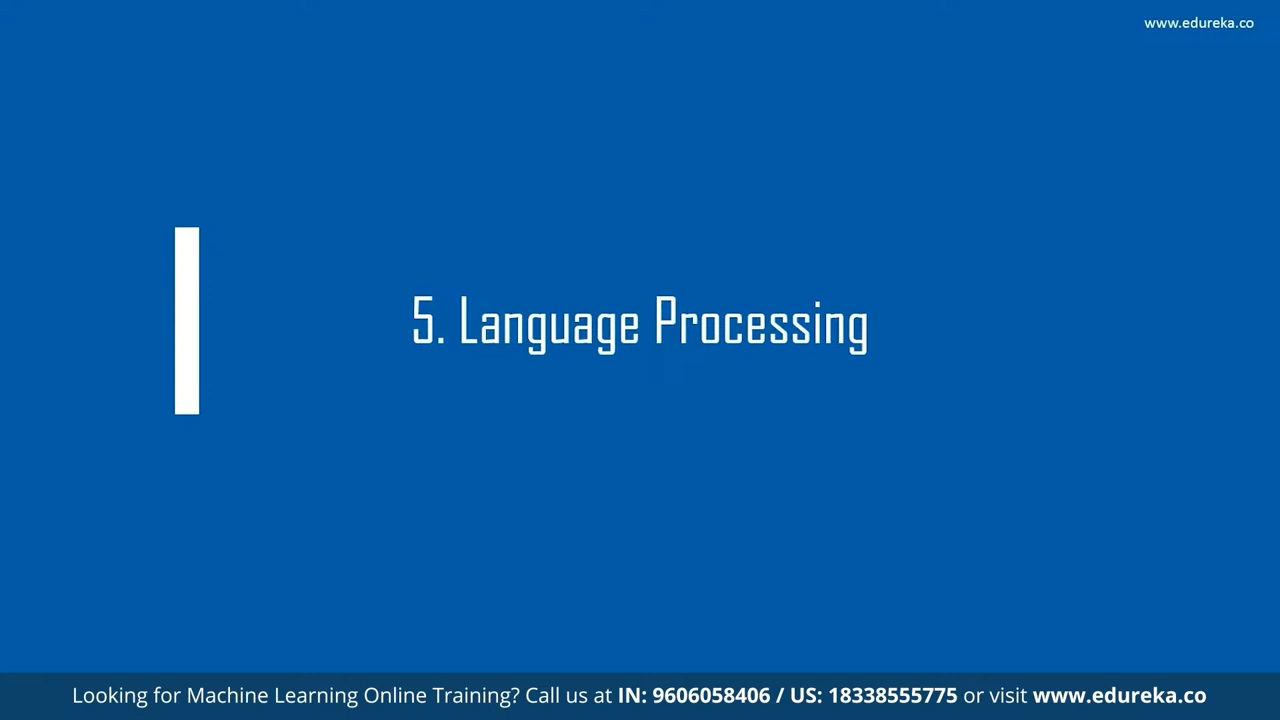 www.edureka.co
5. Language Processing
Looking for Machine Learning Online Training? Call us at IN: 9606058406 / US: 18338555775 or visit www.edureka.co